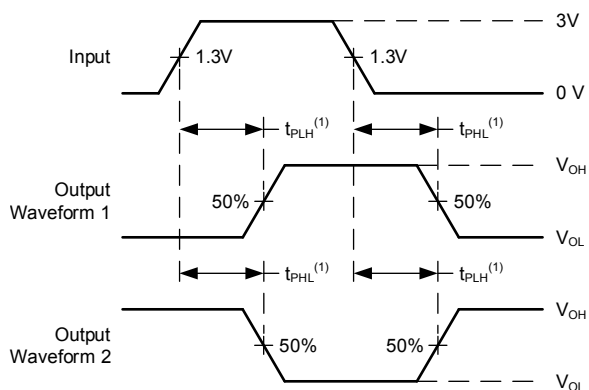 3V
Input
1.3V
1.3V
0 V
tPLH(1)
tPHL(1)
VOH
Output
Waveform 1
50%
50%
VOL
tPHL(1)
tPLH(1)
VOH
Output
Waveform 2
50%
50%
VOL